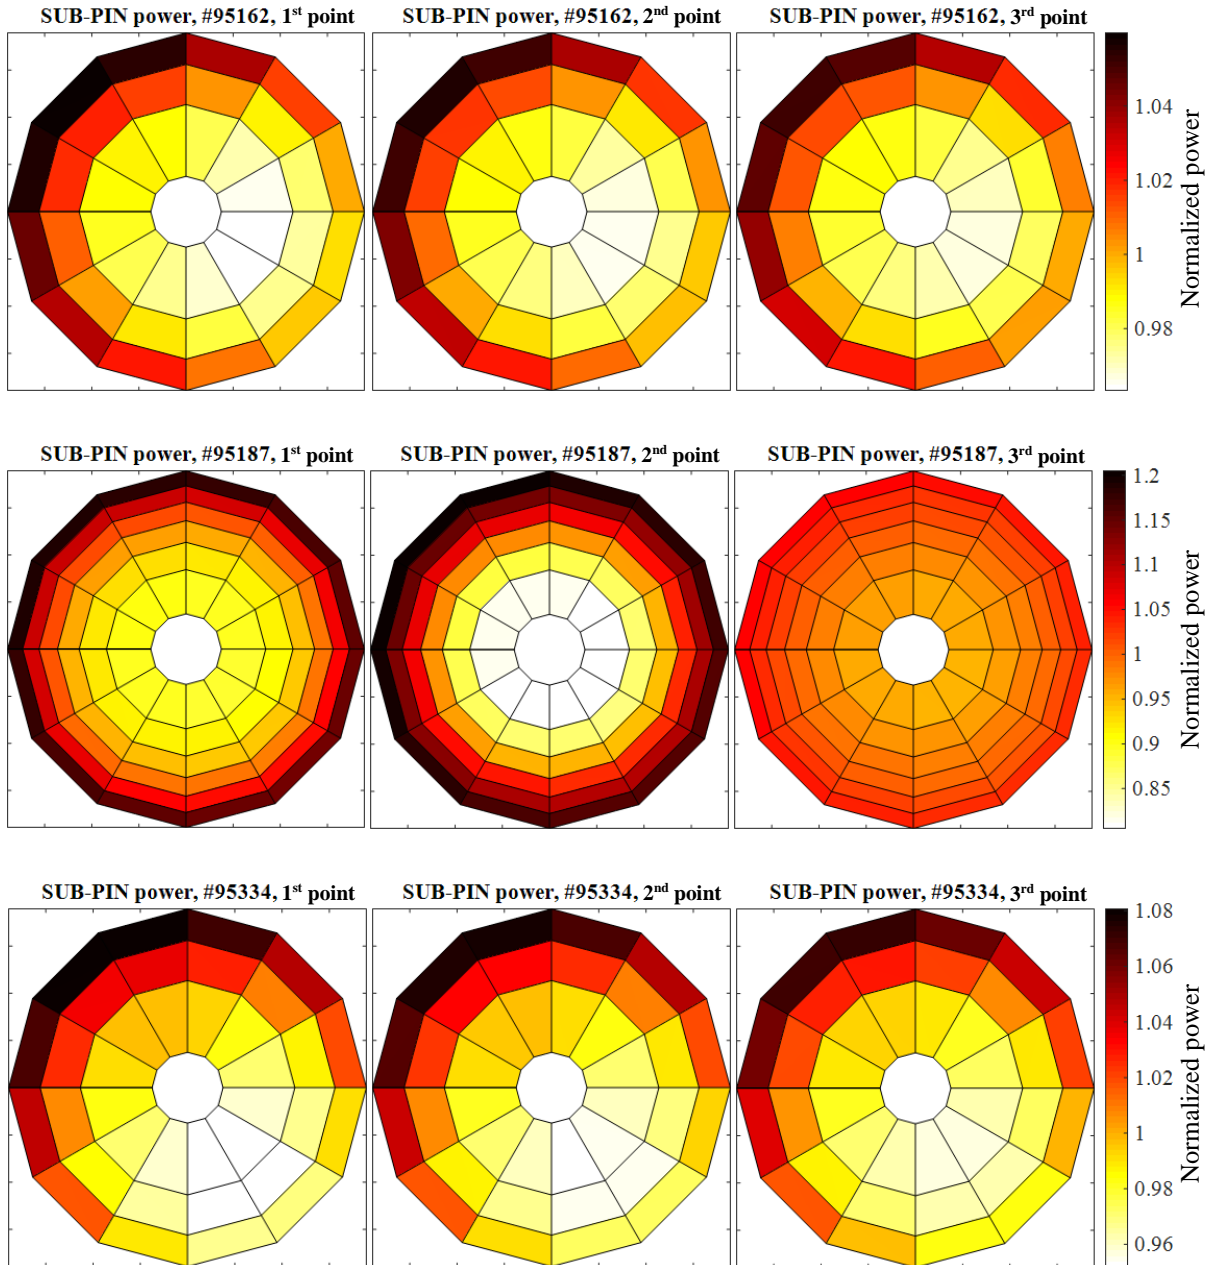 SUB-PIN power, #95162, 1st point
SUB-PIN power, #95162, 2nd point
SUB-PIN power, #95162, 3rd point
1.04
1.02
1
0.98
Normalized power
SUB-PIN power, #95187, 1st point
SUB-PIN power, #95187, 2nd point
SUB-PIN power, #95187, 3rd point
1.2
1.15
1.1
1.05
1
0.95
0.9
0.85
Normalized power
SUB-PIN power, #95334, 1st point
SUB-PIN power, #95334, 2nd point
SUB-PIN power, #95334, 3rd point
1.08
1.06
1.04
1.02
1
0.98
0.96
Normalized power